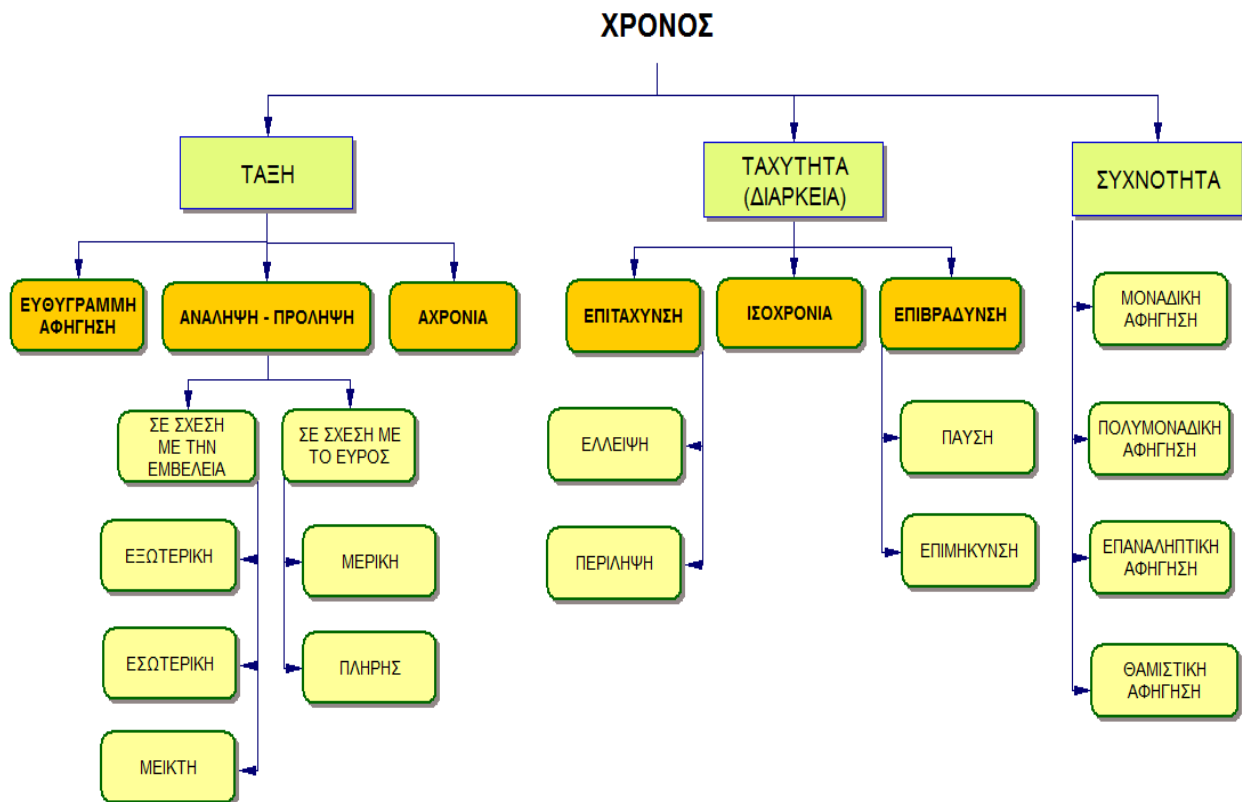 ΧΡΟΝΟΣ
ΤΑΞΗ
ΤΑΧΥΤΗΤΑ
(ΔΙΑΡΚΕΙΑ)
ΣΥΧΝΟΤΗΤΑ
ΕΥΘΥΓΡΑΜΜΗ
ΑΦΗΓΗΣΗ
ΑΝΑΛΗΨΗ - ΠΡΟΛΗΨΗ
ΑΧΡΟΝΙΑ
ΕΠΙΤΑΧΥΝΣΗ
ΙΣΟΧΡΟΝΙΑ
ΕΠΙΒΡΑΔΥΝΣΗ
ΜΟΝΑΔΙΚΗ
ΑΦΗΓΗΣΗ
ΣΕ ΣΧΕΣΗ
ΜΕ ΤΗΝ
ΕΜΒΕΛΕΙΑ
ΣΕ ΣΧΕΣΗ ΜΕ
ΤΟ ΕΥΡΟΣ
ΕΛΛΕΙΨΗ
ΠΑΥΣΗ
ΠΟΛΥΜΟΝΑΔΙΚΗ
ΑΦΗΓΗΣΗ
ΕΞΩΤΕΡΙΚΗ
ΜΕΡΙΚΗ
ΠΕΡΙΛΗΨΗ
ΕΠΙΜΗΚΥΝΣΗ
ΕΠΑΝΑΛΗΠΤΙΚΗ
ΑΦΗΓΗΣΗ
ΕΣΩΤΕΡΙΚΗ
ΠΛΗΡΗΣ
ΘΑΜΙΣΤΙΚΗ
ΑΦΗΓΗΣΗ
ΜΕΙΚΤΗ